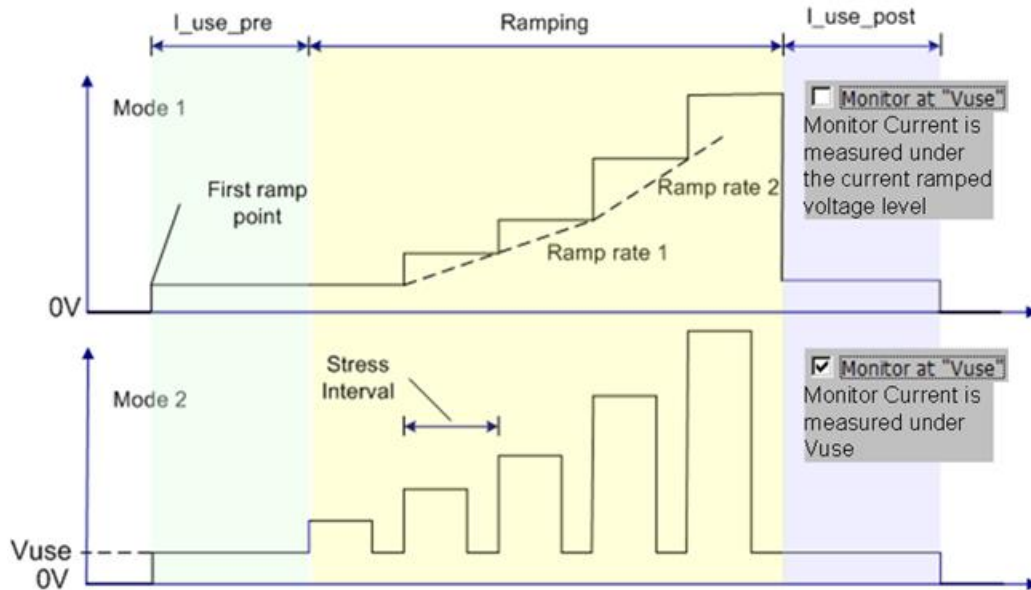 I_use_pre
Ramping
I_use_post
Mode 1
Monitor at "Vuse"
Monitor Current is
measured under
the current ramped
voltage level
First ramp
point
Ramp rate 2
Ramp rate 1
0V
Stress
Interval
Mode 2
Monitor at "Vuse"
Monitor Current is
measured under
Vuse
Vuse
0V